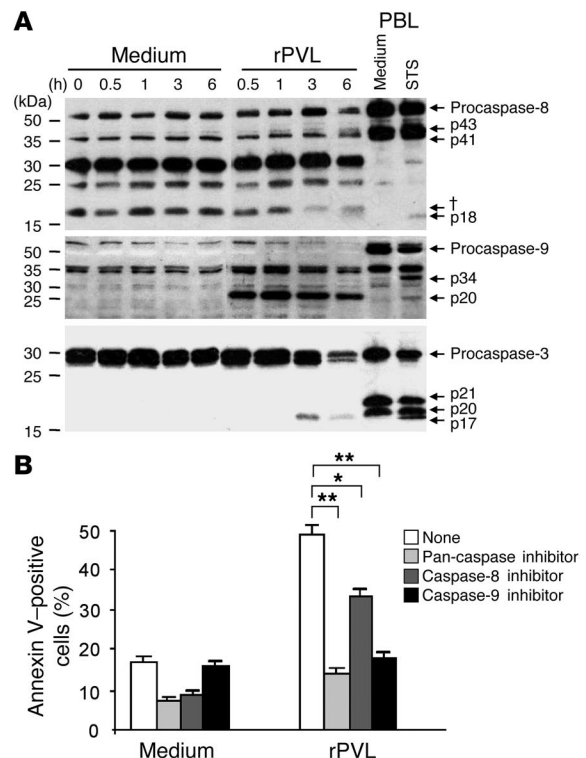 A
Medium rPVL PBL
Medium STS
(h) 0 0.5 1 3 6 0.5 1 3 6
(kDa)
50
35
30
25
15
Procaspase-8
p43
p41
†
p18
50
35
30
25
Procaspase-9
p34
p20
30
25
15
Procaspase-3
p21
p20
p17
B
**
*
**
Annexin V–positive
cells (%)
50
40
30
20
10
0
None
Pan-caspase inhibitor
Caspase-8 inhibitor
Caspase-9 inhibitor
Medium rPVL